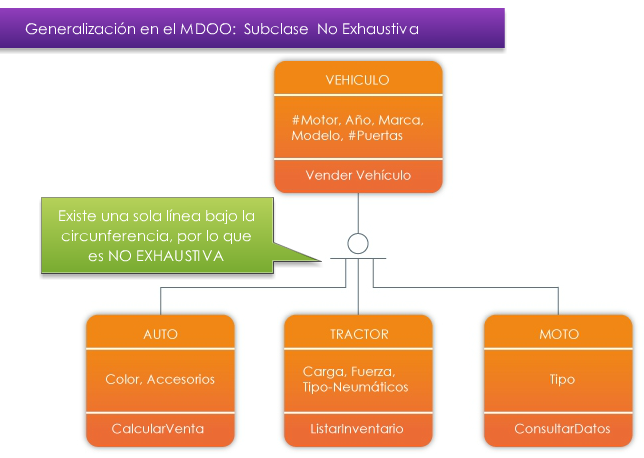 Generalización en el MDOO: Subclase No Exhaustiva
VEHICULO
#Motor, Año, Marca,
Modelo, #Puertas
Vender Vehículo
Existe una sola línea bajo la
circunferencia, por lo que
es NO EXHAUSTIVA
AUTO
Color, Accesorios
CalcularVenta
TRACTOR
Carga, Fuerza,
Tipo-Neumáticos
ListarInventario
MOTO
Tipo
ConsultarDatos